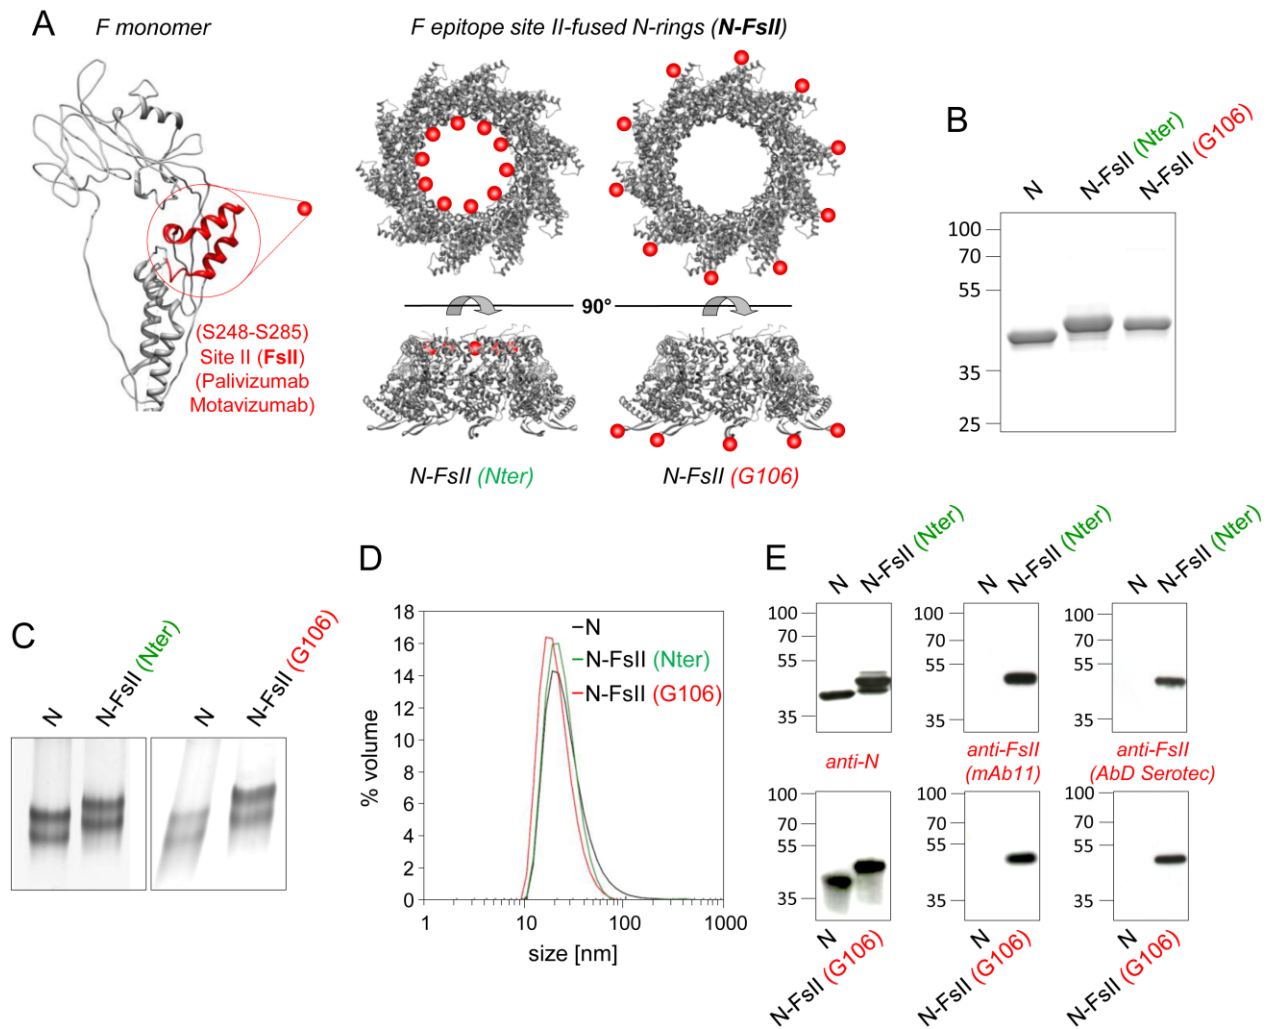 A
F monomer
F epitope site II-fused N-rings (N-FsII)
(S248-S285)
Site II (FsII)
(Palivizumab
Motavizumab)
90°
N-FsII (Nter)
N-FsII (G106)
B
N
N-FsII (Nter)
N-FsII (G106)
100
70
55
35
25
C
N
N-FsII (Nter)
N
N-FsII (G106)
D
18
16
14
12
10
8
6
4
2
0
% volume
N
N-FsII (Nter)
N-FsII (G106)
1
10
100
1000
size [nm]
E
N
N-FsII (Nter)
N
N-FsII (Nter)
N
N-FsII (Nter)
100
70
55
35
100
70
55
35
100
70
55
35
anti-N
anti-FsII
(mAb11)
anti-FsII
(AbD Serotec)
100
70
55
35
100
70
55
35
100
70
55
35
N
N-FsII (G106)
N
N-FsII (G106)
N
N-FsII (G106)